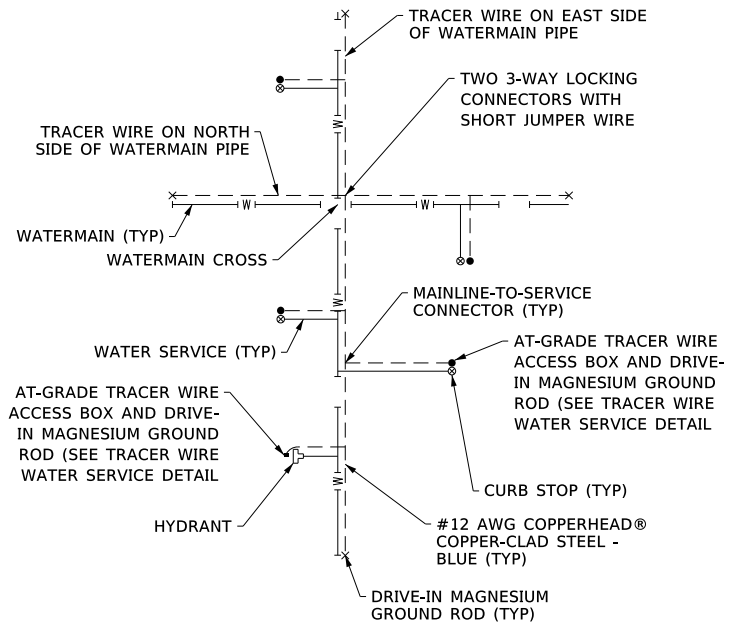 TRACER WIRE ON EAST SIDE
OF WATERMAIN PIPE
TWO 3-WAY LOCKING
CONNECTORS WITH
SHORT JUMPER WIRE
W
TRACER WIRE ON NORTH
SIDE OF WATERMAIN PIPE
W
W
WATERMAIN (TYP)
WATERMAIN CROSS
MAINLINE-TO-SERVICE
CONNECTOR (TYP)
W
WATER SERVICE (TYP)
AT-GRADE TRACER WIRE
ACCESS BOX AND DRIVE-
IN MAGNESIUM GROUND
ROD (SEE TRACER WIRE
WATER SERVICE DETAIL
AT-GRADE TRACER WIRE
ACCESS BOX AND DRIVE-
IN MAGNESIUM GROUND
ROD (SEE TRACER WIRE
WATER SERVICE DETAIL
W
CURB STOP (TYP)
HYDRANT
#12 AWG COPPERHEAD®
COPPER-CLAD STEEL -
BLUE (TYP)
DRIVE-IN MAGNESIUM
GROUND ROD (TYP)